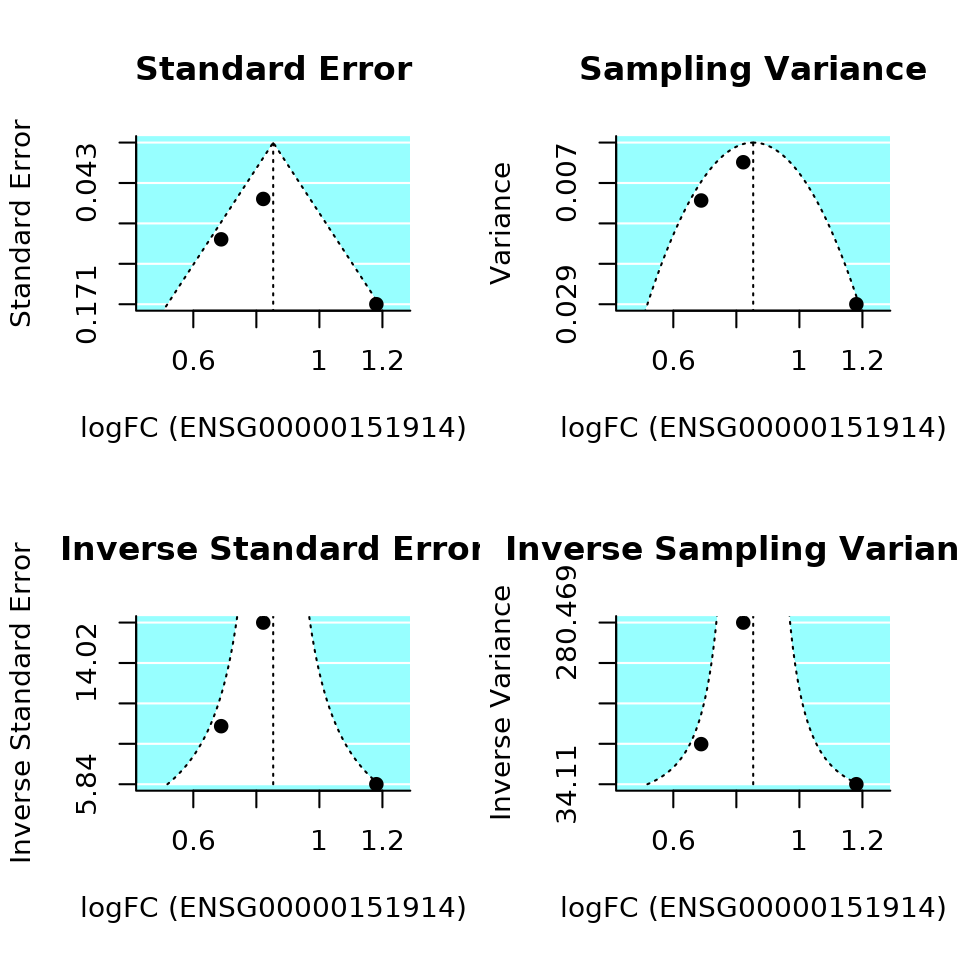 Standard Error
Standard Error
0.043
0.171
0.6 1 1.2
logFC (ENSG00000151914)
Sampling Variance
Variance
0.007
0.029
0.6 1 1.2
logFC (ENSG00000151914)
Inverse Standard Error
Inverse Standard Error
14.02
5.84
0.6 1 1.2
logFC (ENSG00000151914)
Inverse Sampling Varian
Inverse Variance
280.469
34.11
0.6 1 1.2
logFC (ENSG00000151914)